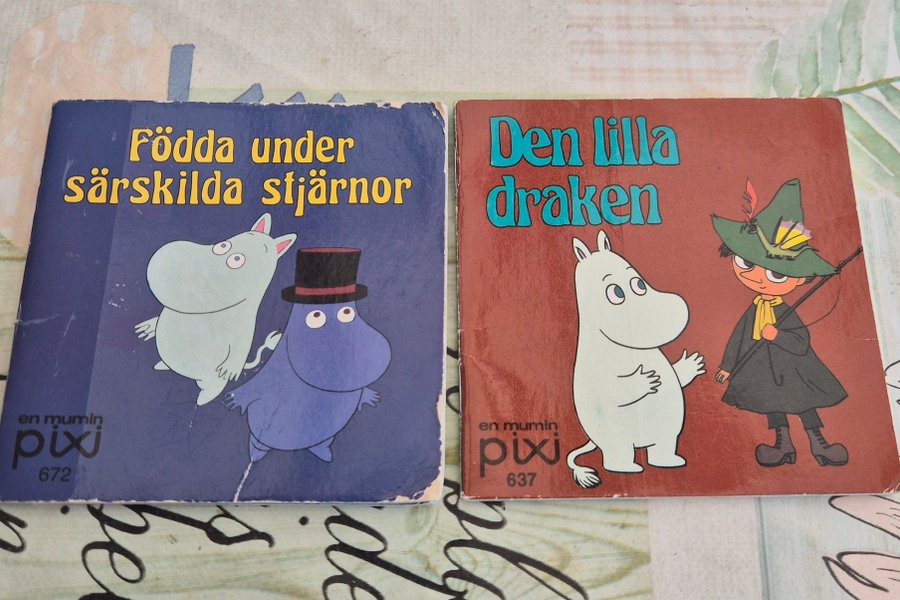 Födda under
särskilda stjärnor
en mumin
pixi
672
Den lilla
draken
en mumin
pixi
637